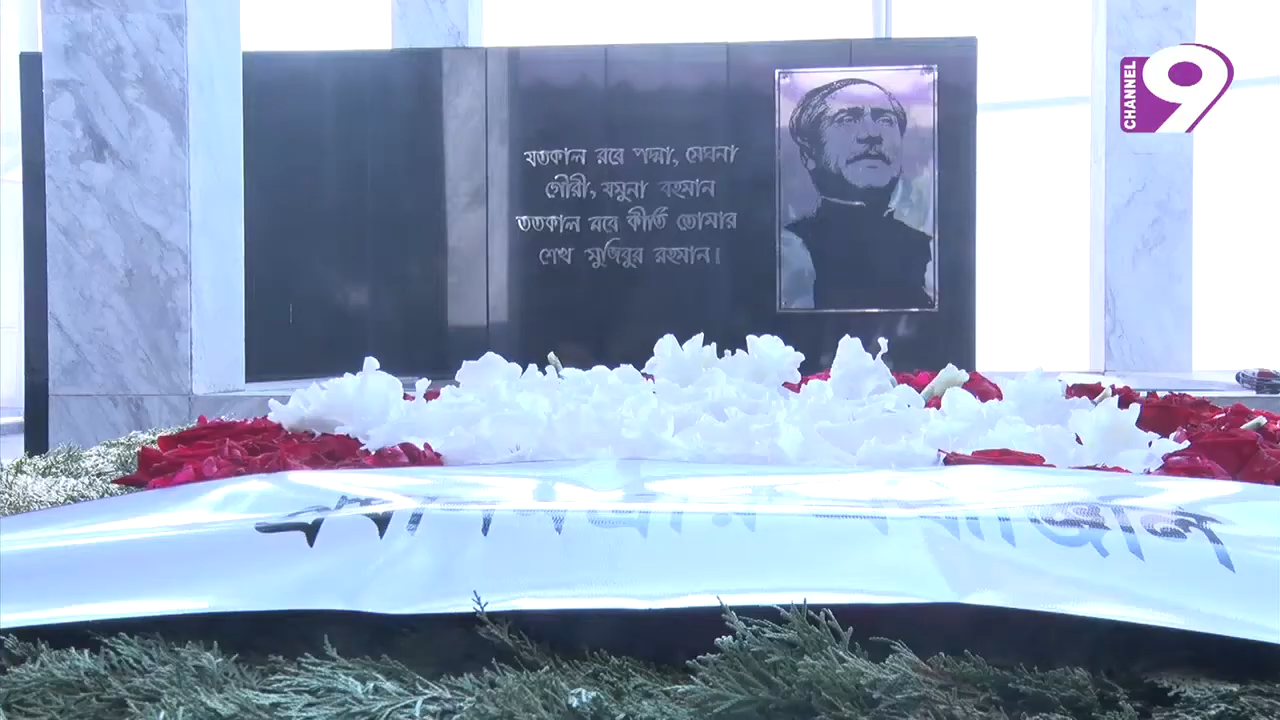 যতকাল রবে পদ্মা, মেঘনা
গৌরী, যমুনা বহমান
ততকাল রবে কীর্তি তোমার
শেখ মুজিবুর রহমান।
CHANNEL 9